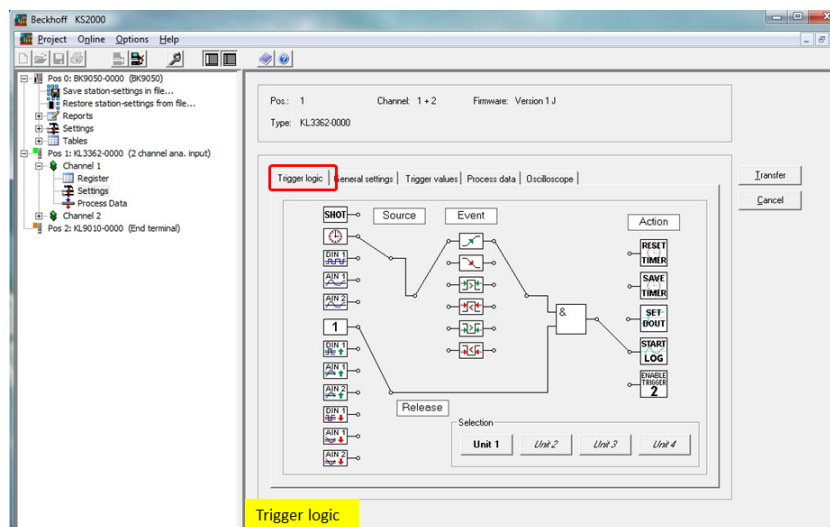 Beckhoff KS2000
Project Online Options Help
Pos 0: BK9050-0000 (BK9050)
Save station-settings in file...
Restore station-settings from file...
Reports
Settings
Tables
Pos 1: KL3362-0000 (2 channel ana. input)
Channel 1
Register
Settings
Process Data
Channel 2
Pos 2: KL9010-0000 (End terminal)
Pos.: 1 Channel: 1 + 2 Firmware: Version 1 J
Type: KL3362-0000
Transfer
Cancel
Trigger logic General settings Trigger values Process data Oscilloscope
SHOT Source Event Action
DIN 1
AIN 1
AIN 2
1
DIN 1
AIN 1
AIN 2
DIN 1
AIN 1
AIN 2
&
RESET TIMER
SAVE TIMER
SET DOUT
START LOG
ENABLE TRIGGER 2
Release
Selection
Unit 1 Unit 2 Unit 3 Unit 4
Trigger logic